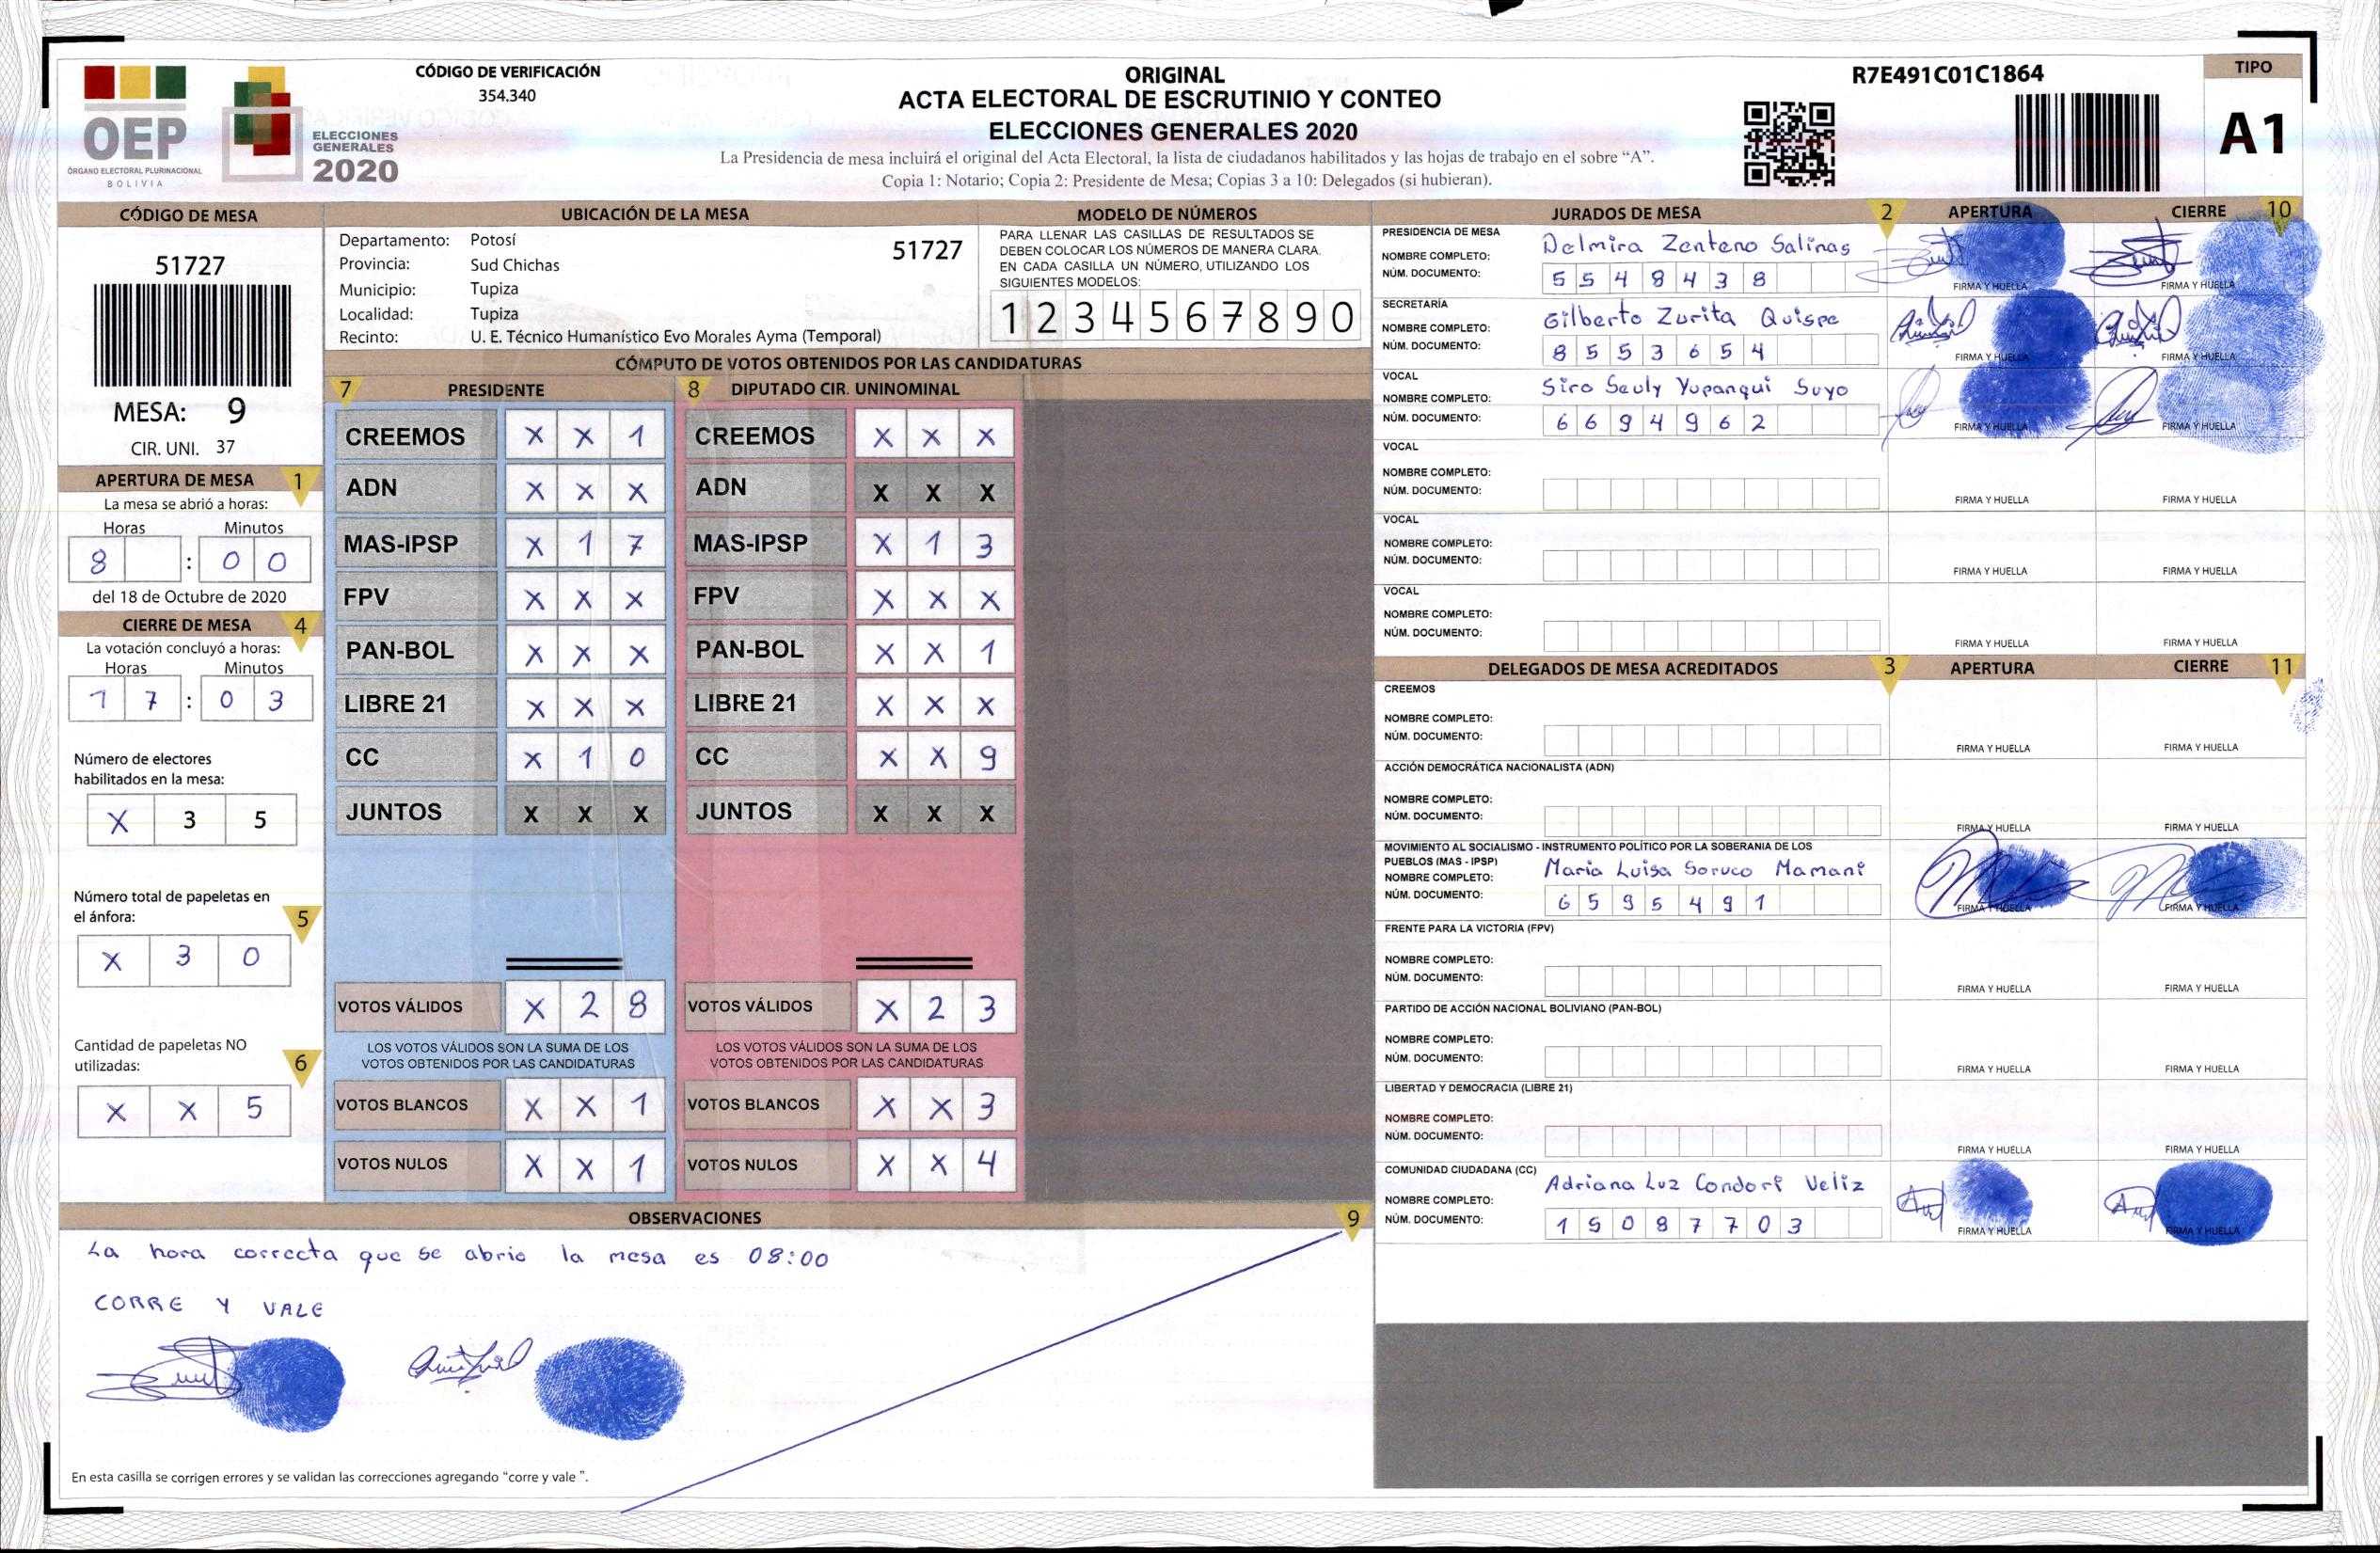 CÓDIGO DE VERIFICACIÓN
354.340
OEP
ÓRGANO ELECTORAL PLURINACIONAL
BOLIVIA
ELECCIONES
GENERALES
2020
ORIGINAL
ACTA ELECTORAL DE ESCRUTINIO Y CONTEO
ELECCIONES GENERALES 2020
La Presidencia de mesa incluirá el original del Acta Electoral, la lista de ciudadanos habilitados y las hojas de trabajo en el sobre “A”.
Copia 1: Notario; Copia 2: Presidente de Mesa; Copias 3 a 10: Delegados (si hubieran).
R7E491C01C1864
TIPO
A1
CÓDIGO DE MESA
51727
MESA: 9
CIR. UNI. 37
APERTURA DE MESA 1
La mesa se abrió a horas:
Horas Minutos
8 : 0 0
del 18 de Octubre de 2020
CIERRE DE MESA 4
La votación concluyó a horas:
Horas Minutos
1 7 : 0 3
Número de electores
habilitados en la mesa:
X 3 5
Número total de papeletas en
el ánfora: 5
X 3 0
Cantidad de papeletas NO
utilizadas: 6
X X 5
UBICACIÓN DE LA MESA
Departamento: Potosí 51727
Provincia: Sud Chichas
Municipio: Tupiza
Localidad: Tupiza
Recinto: U. E. Técnico Humanístico Evo Morales Ayma (Temporal)
MODELO DE NÚMEROS
PARA LLENAR LAS CASILLAS DE RESULTADOS SE
DEBEN COLOCAR LOS NÚMEROS DE MANERA CLARA.
EN CADA CASILLA UN NÚMERO, UTILIZANDO LOS
SIGUIENTES MODELOS:
1 2 3 4 5 6 7 8 9 0
CÓMPUTO DE VOTOS OBTENIDOS POR LAS CANDIDATURAS
7 PRESIDENTE
CREEMOS X X 1
ADN X X X
MAS-IPSP X 1 7
FPV X X X
PAN-BOL X X X
LIBRE 21 X X X
CC X 1 0
JUNTOS X X X
VOTOS VÁLIDOS X 2 8
LOS VOTOS VÁLIDOS SON LA SUMA DE LOS
VOTOS OBTENIDOS POR LAS CANDIDATURAS
VOTOS BLANCOS X X 1
VOTOS NULOS X X 1
8 DIPUTADO CIR. UNINOMINAL
CREEMOS X X X
ADN X X X
MAS-IPSP X 1 3
FPV X X X
PAN-BOL X X 1
LIBRE 21 X X X
CC X X 9
JUNTOS X X X
VOTOS VÁLIDOS X 2 3
LOS VOTOS VÁLIDOS SON LA SUMA DE LOS
VOTOS OBTENIDOS POR LAS CANDIDATURAS
VOTOS BLANCOS X X 3
VOTOS NULOS X X 4
OBSERVACIONES 9
La hora correcta que se abrio la mesa es 08:00
CORRE Y VALE
En esta casilla se corrigen errores y se validan las correcciones agregando “corre y vale ”.
JURADOS DE MESA 2 APERTURA CIERRE 10
PRESIDENCIA DE MESA
NOMBRE COMPLETO: Delmira Zenteno Salinas
NÚM. DOCUMENTO: 5 5 4 8 4 3 8
FIRMA Y HUELLA FIRMA Y HUELLA
SECRETARÍA
NOMBRE COMPLETO: Gilberto Zurita Quispe
NÚM. DOCUMENTO: 8 5 5 3 6 5 4
FIRMA Y HUELLA FIRMA Y HUELLA
VOCAL
NOMBRE COMPLETO: Siro Sauly Yupanqui Suyo
NÚM. DOCUMENTO: 6 6 9 4 9 6 2
FIRMA Y HUELLA FIRMA Y HUELLA
VOCAL
NOMBRE COMPLETO:
NÚM. DOCUMENTO:
FIRMA Y HUELLA FIRMA Y HUELLA
VOCAL
NOMBRE COMPLETO:
NÚM. DOCUMENTO:
FIRMA Y HUELLA FIRMA Y HUELLA
VOCAL
NOMBRE COMPLETO:
NÚM. DOCUMENTO:
FIRMA Y HUELLA FIRMA Y HUELLA
DELEGADOS DE MESA ACREDITADOS 3 APERTURA CIERRE 11
CREEMOS
NOMBRE COMPLETO:
NÚM. DOCUMENTO:
FIRMA Y HUELLA FIRMA Y HUELLA
ACCIÓN DEMOCRÁTICA NACIONALISTA (ADN)
NOMBRE COMPLETO:
NÚM. DOCUMENTO:
FIRMA Y HUELLA FIRMA Y HUELLA
MOVIMIENTO AL SOCIALISMO - INSTRUMENTO POLÍTICO POR LA SOBERANIA DE LOS
PUEBLOS (MAS - IPSP)
NOMBRE COMPLETO: Maria Luisa Soruco Mamani
NÚM. DOCUMENTO: 6 5 9 5 4 9 1
FIRMA Y HUELLA FIRMA Y HUELLA
FRENTE PARA LA VICTORIA (FPV)
NOMBRE COMPLETO:
NÚM. DOCUMENTO:
FIRMA Y HUELLA FIRMA Y HUELLA
PARTIDO DE ACCIÓN NACIONAL BOLIVIANO (PAN-BOL)
NOMBRE COMPLETO:
NÚM. DOCUMENTO:
FIRMA Y HUELLA FIRMA Y HUELLA
LIBERTAD Y DEMOCRACIA (LIBRE 21)
NOMBRE COMPLETO:
NÚM. DOCUMENTO:
FIRMA Y HUELLA FIRMA Y HUELLA
COMUNIDAD CIUDADANA (CC)
NOMBRE COMPLETO: Adriana Luz Condori Veliz
NÚM. DOCUMENTO: 1 5 0 8 7 7 0 3
FIRMA Y HUELLA FIRMA Y HUELLA